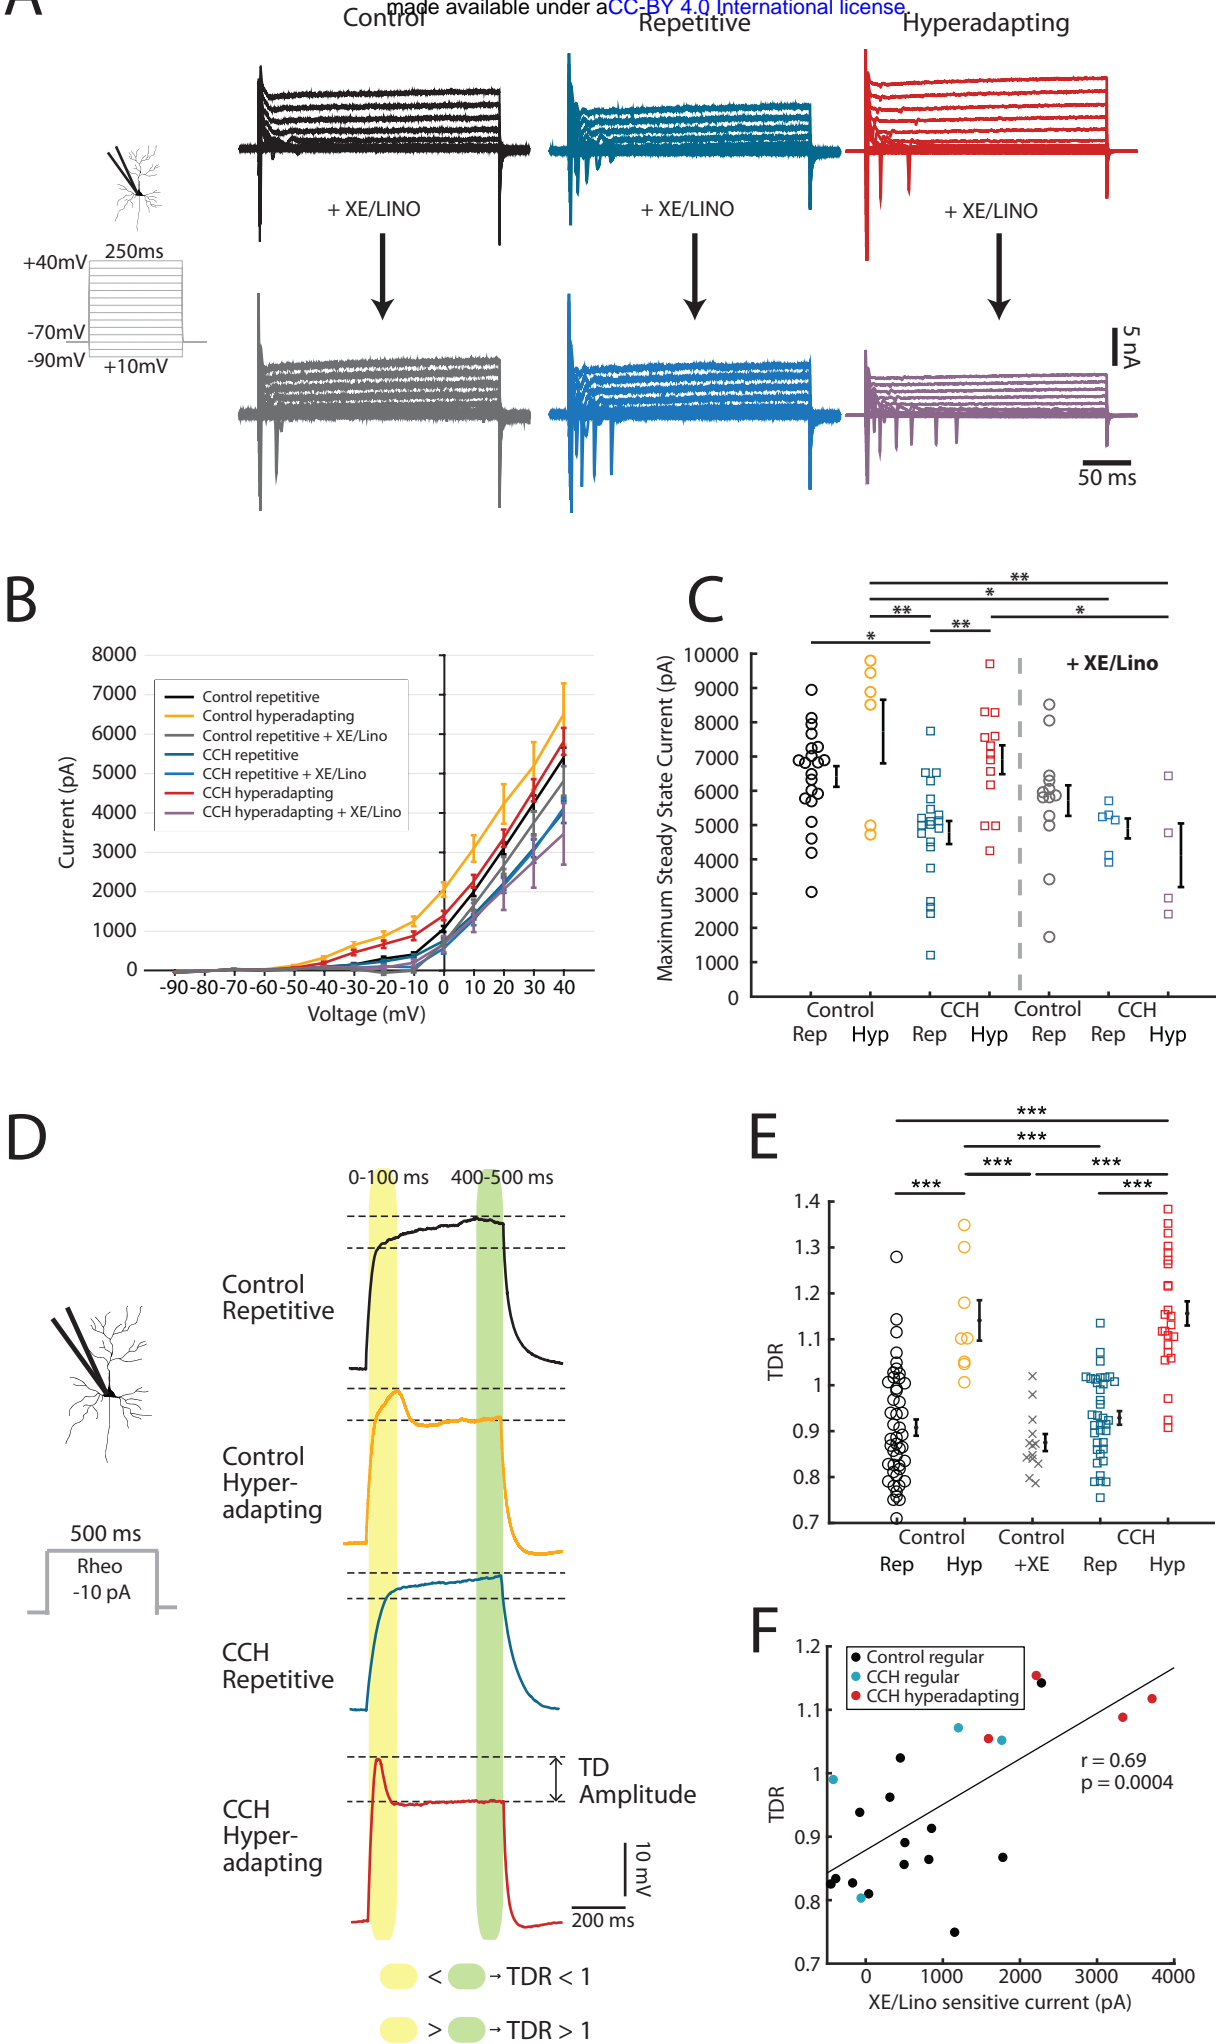 A
made available under aCC-BY 4.0 International license.
Control
Repetitive
Hyperadapting
+ XE/LINO
+ XE/LINO
+ XE/LINO
250ms
+40mV
-70mV
-90mV
+10mV
5 nA
50 ms
B
8000
7000
6000
5000
4000
3000
2000
1000
0
Current (pA)
Control repetitive
Control hyperadapting
Control repetitive + XE/Lino
CCH repetitive
CCH repetitive + XE/Lino
CCH hyperadapting
CCH hyperadapting + XE/Lino
-90 -80 -70 -60 -50 -40 -30 -20 -10 0 10 20 30 40
Voltage (mV)
C
**
*
** *
**
*
+ XE/Lino
10000
9000
8000
7000
6000
5000
4000
3000
2000
1000
0
Maximum Steady State Current (pA)
Control CCH Control CCH
Rep Hyp Rep Hyp Rep Rep Hyp
D
0-100 ms 400-500 ms
Control
Repetitive
Control
Hyper-
adapting
500 ms
Rheo
-10 pA
CCH
Repetitive
CCH
Hyper-
adapting
TD
Amplitude
10 mV
200 ms
< → TDR < 1
> → TDR > 1
E
***
***
*** ***
*** ***
1.4
1.3
1.2
1.1
1
0.9
0.8
0.7
TDR
Control Control CCH
Rep Hyp +XE Rep Hyp
F
1.2
1.1
1
0.9
0.8
0.7
TDR
Control regular
CCH regular
CCH hyperadapting
r = 0.69
p = 0.0004
0 1000 2000 3000 4000
XE/Lino sensitive current (pA)